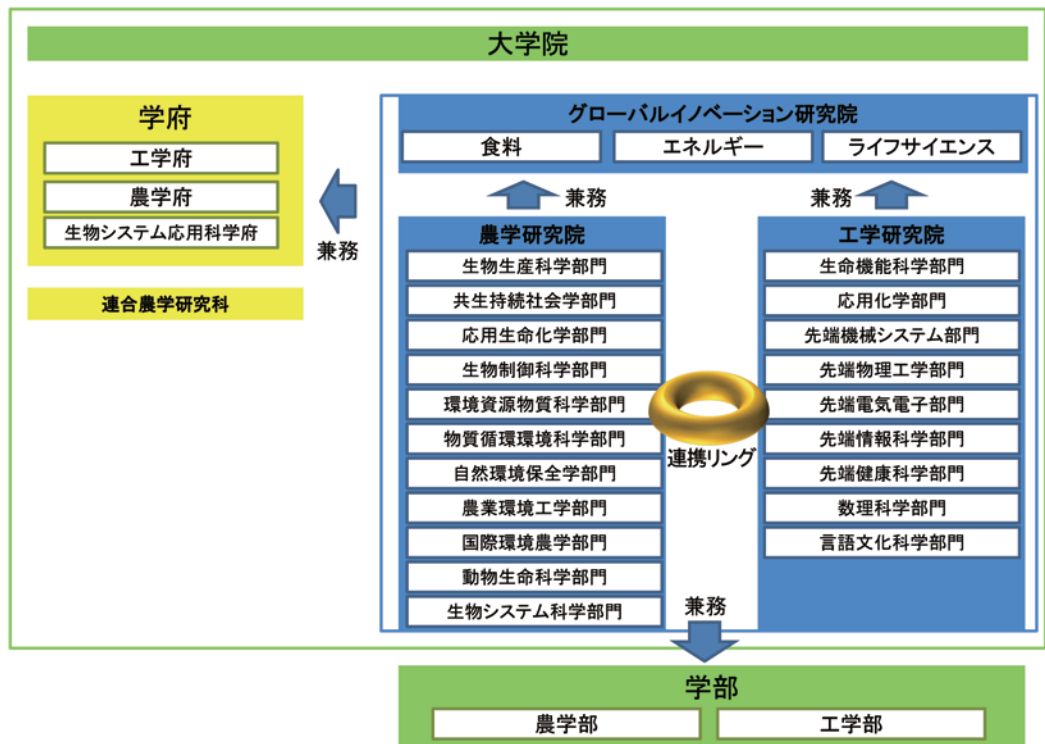 大学院
学府
工学府
農学府
生物システム応用科学府
連合農学研究科
兼務
グローバルイノベーション研究院
食料
エネルギー
ライフサイエンス
兼務
兼務
農学研究院
生物生産科学部門
共生持続社会学部門
応用生命化学部門
生物制御科学部門
環境資源物質科学部門
物質循環環境科学部門
自然環境保全学部門
農業環境工学部門
国際環境農学部門
動物生命科学部門
生物システム科学部門
連携リング
工学研究院
生命機能科学部門
応用化学部門
先端機械システム部門
先端物理工学部門
先端電気電子部門
先端情報科学部門
先端健康科学部門
数理科学部門
言語文化科学部門
兼務
学部
農学部
工学部